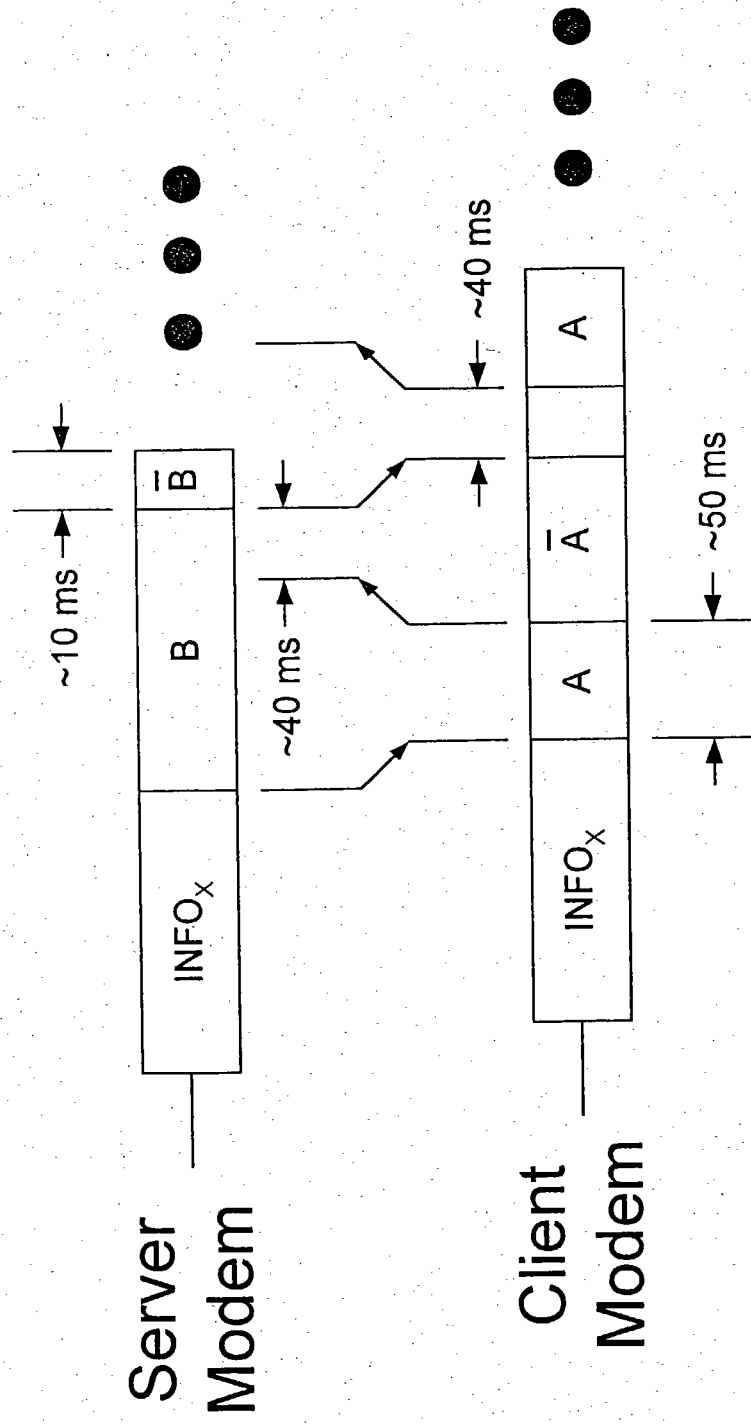 ~10 ms
Server
Modem
INFOX
B
B̅
~40 ms
~40 ms
Client
Modem
INFOX
A
A̅
A
~50 ms